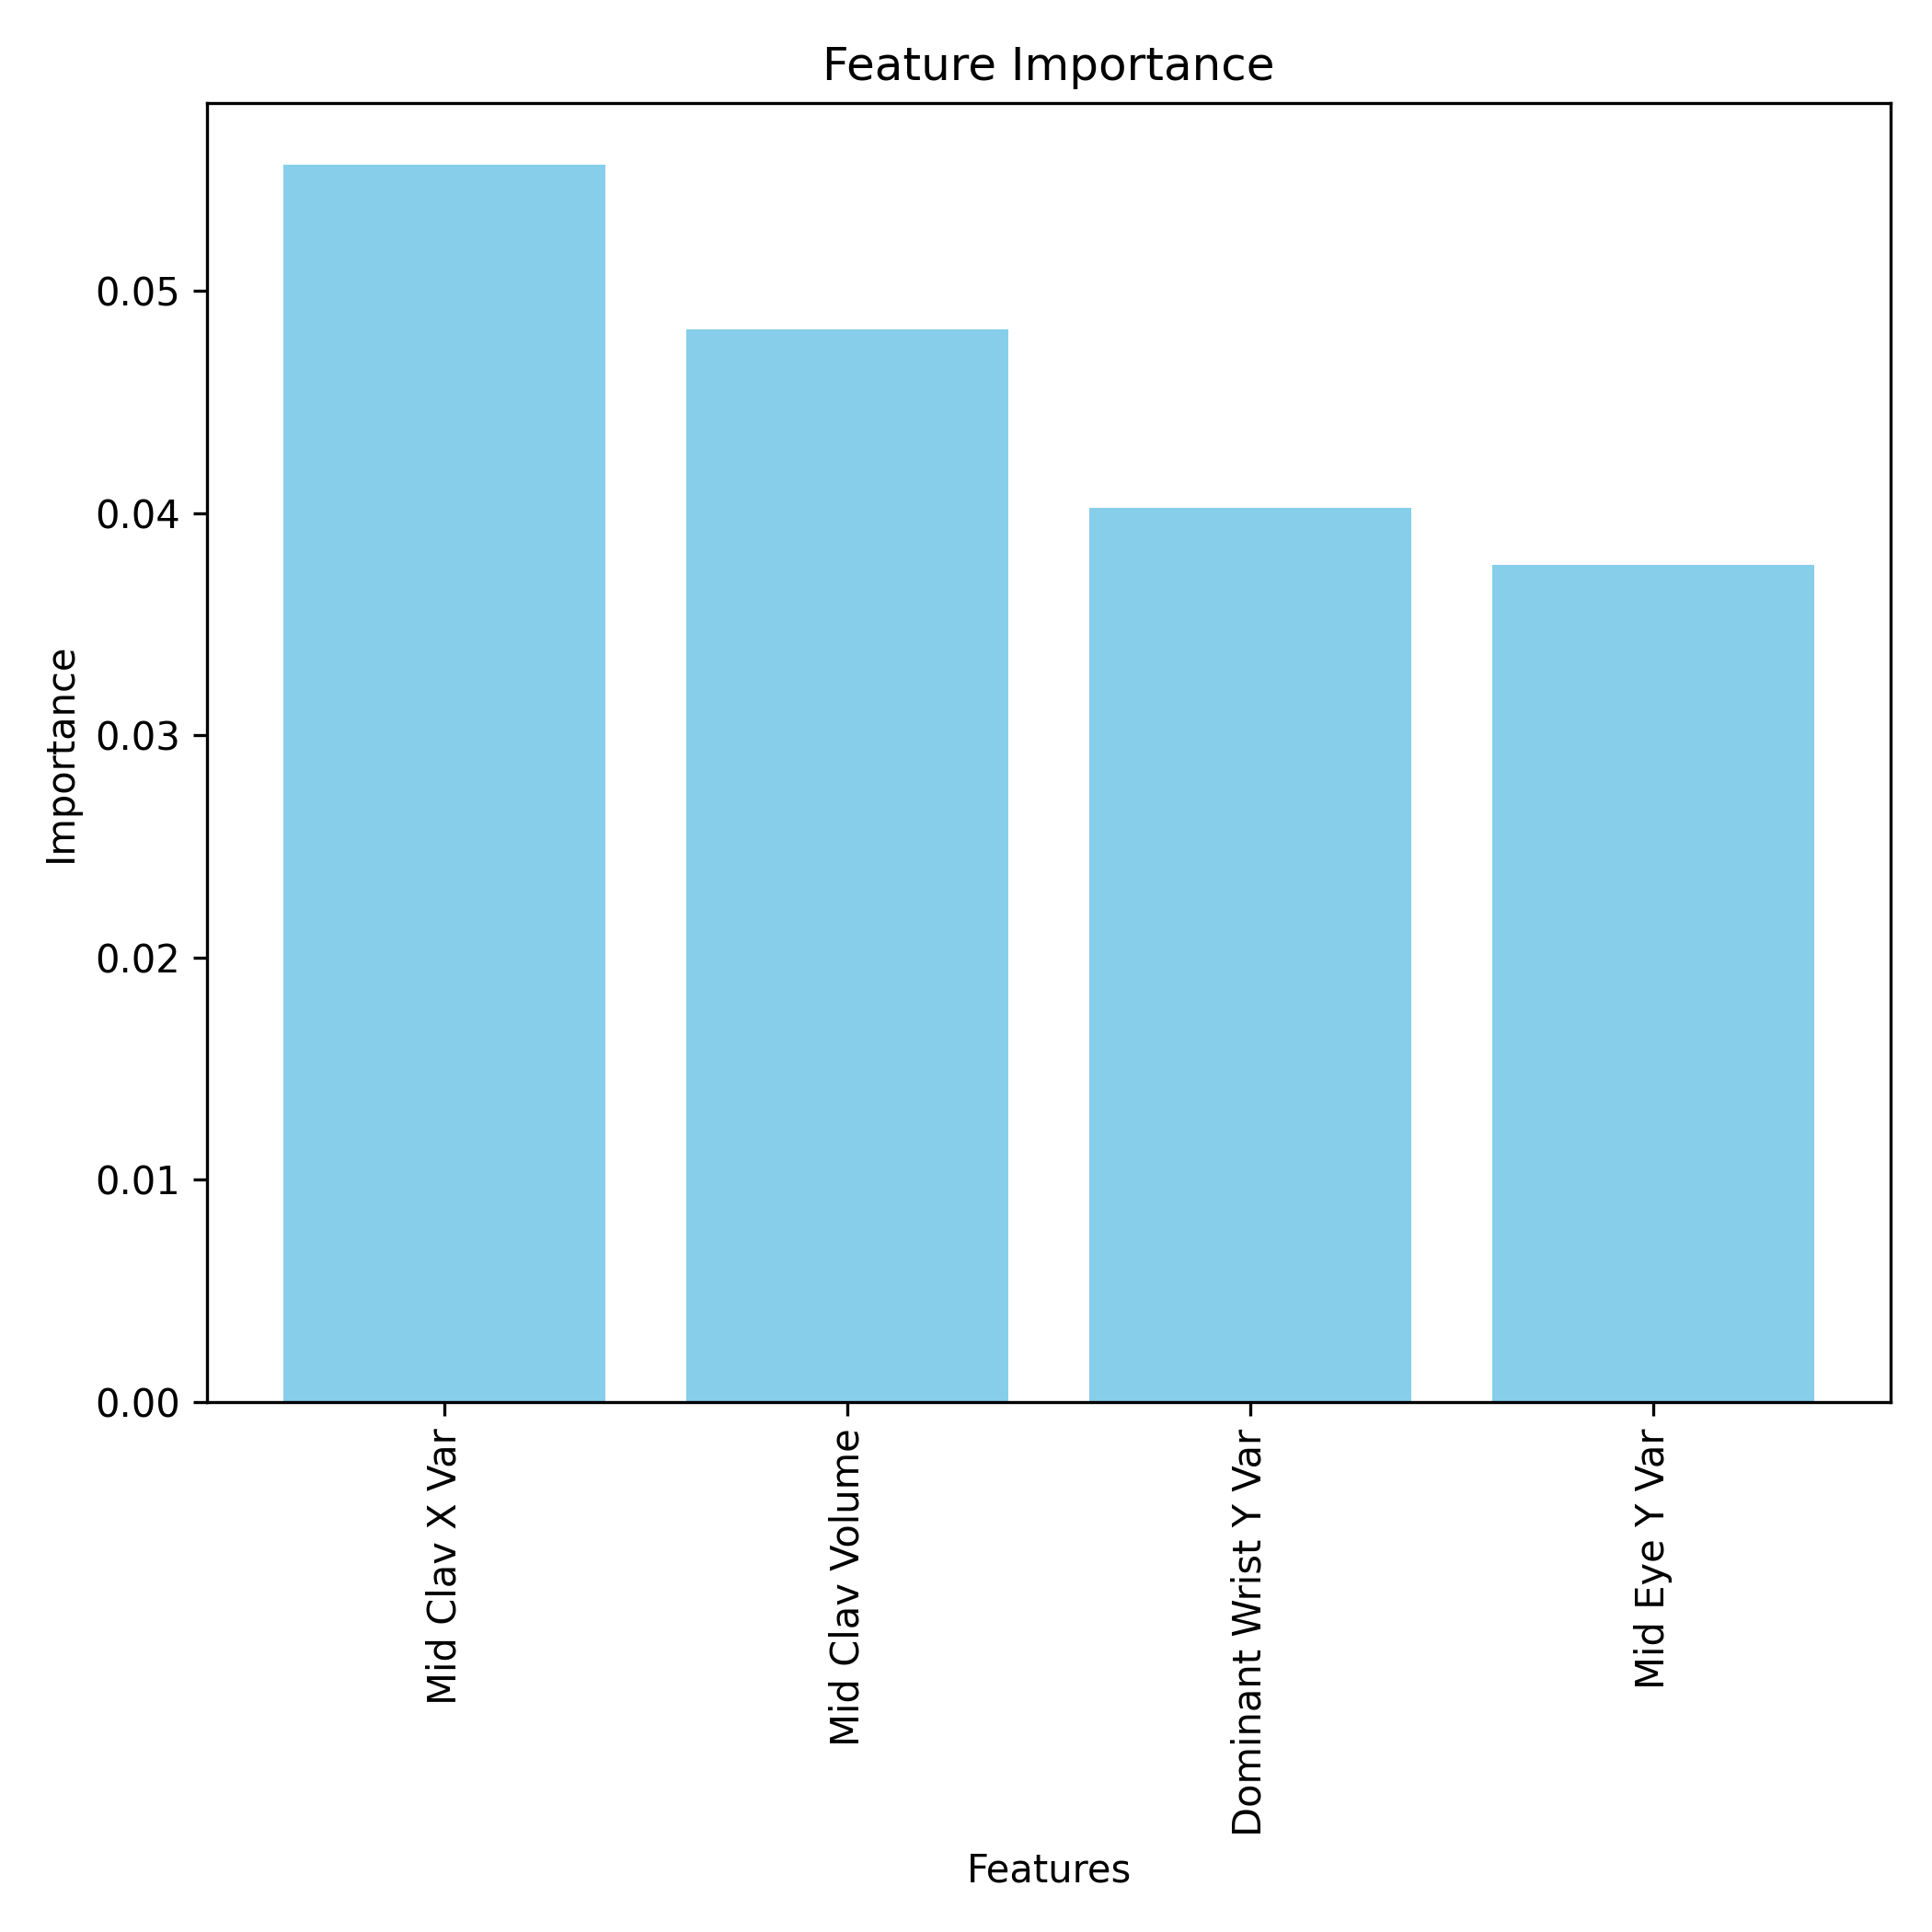 Feature Importance
Importance
0.05
0.04
0.03
0.02
0.01
0.00
Mid Clav X Var
Mid Clav Volume
Dominant Wrist Y Var
Mid Eye Y Var
Features